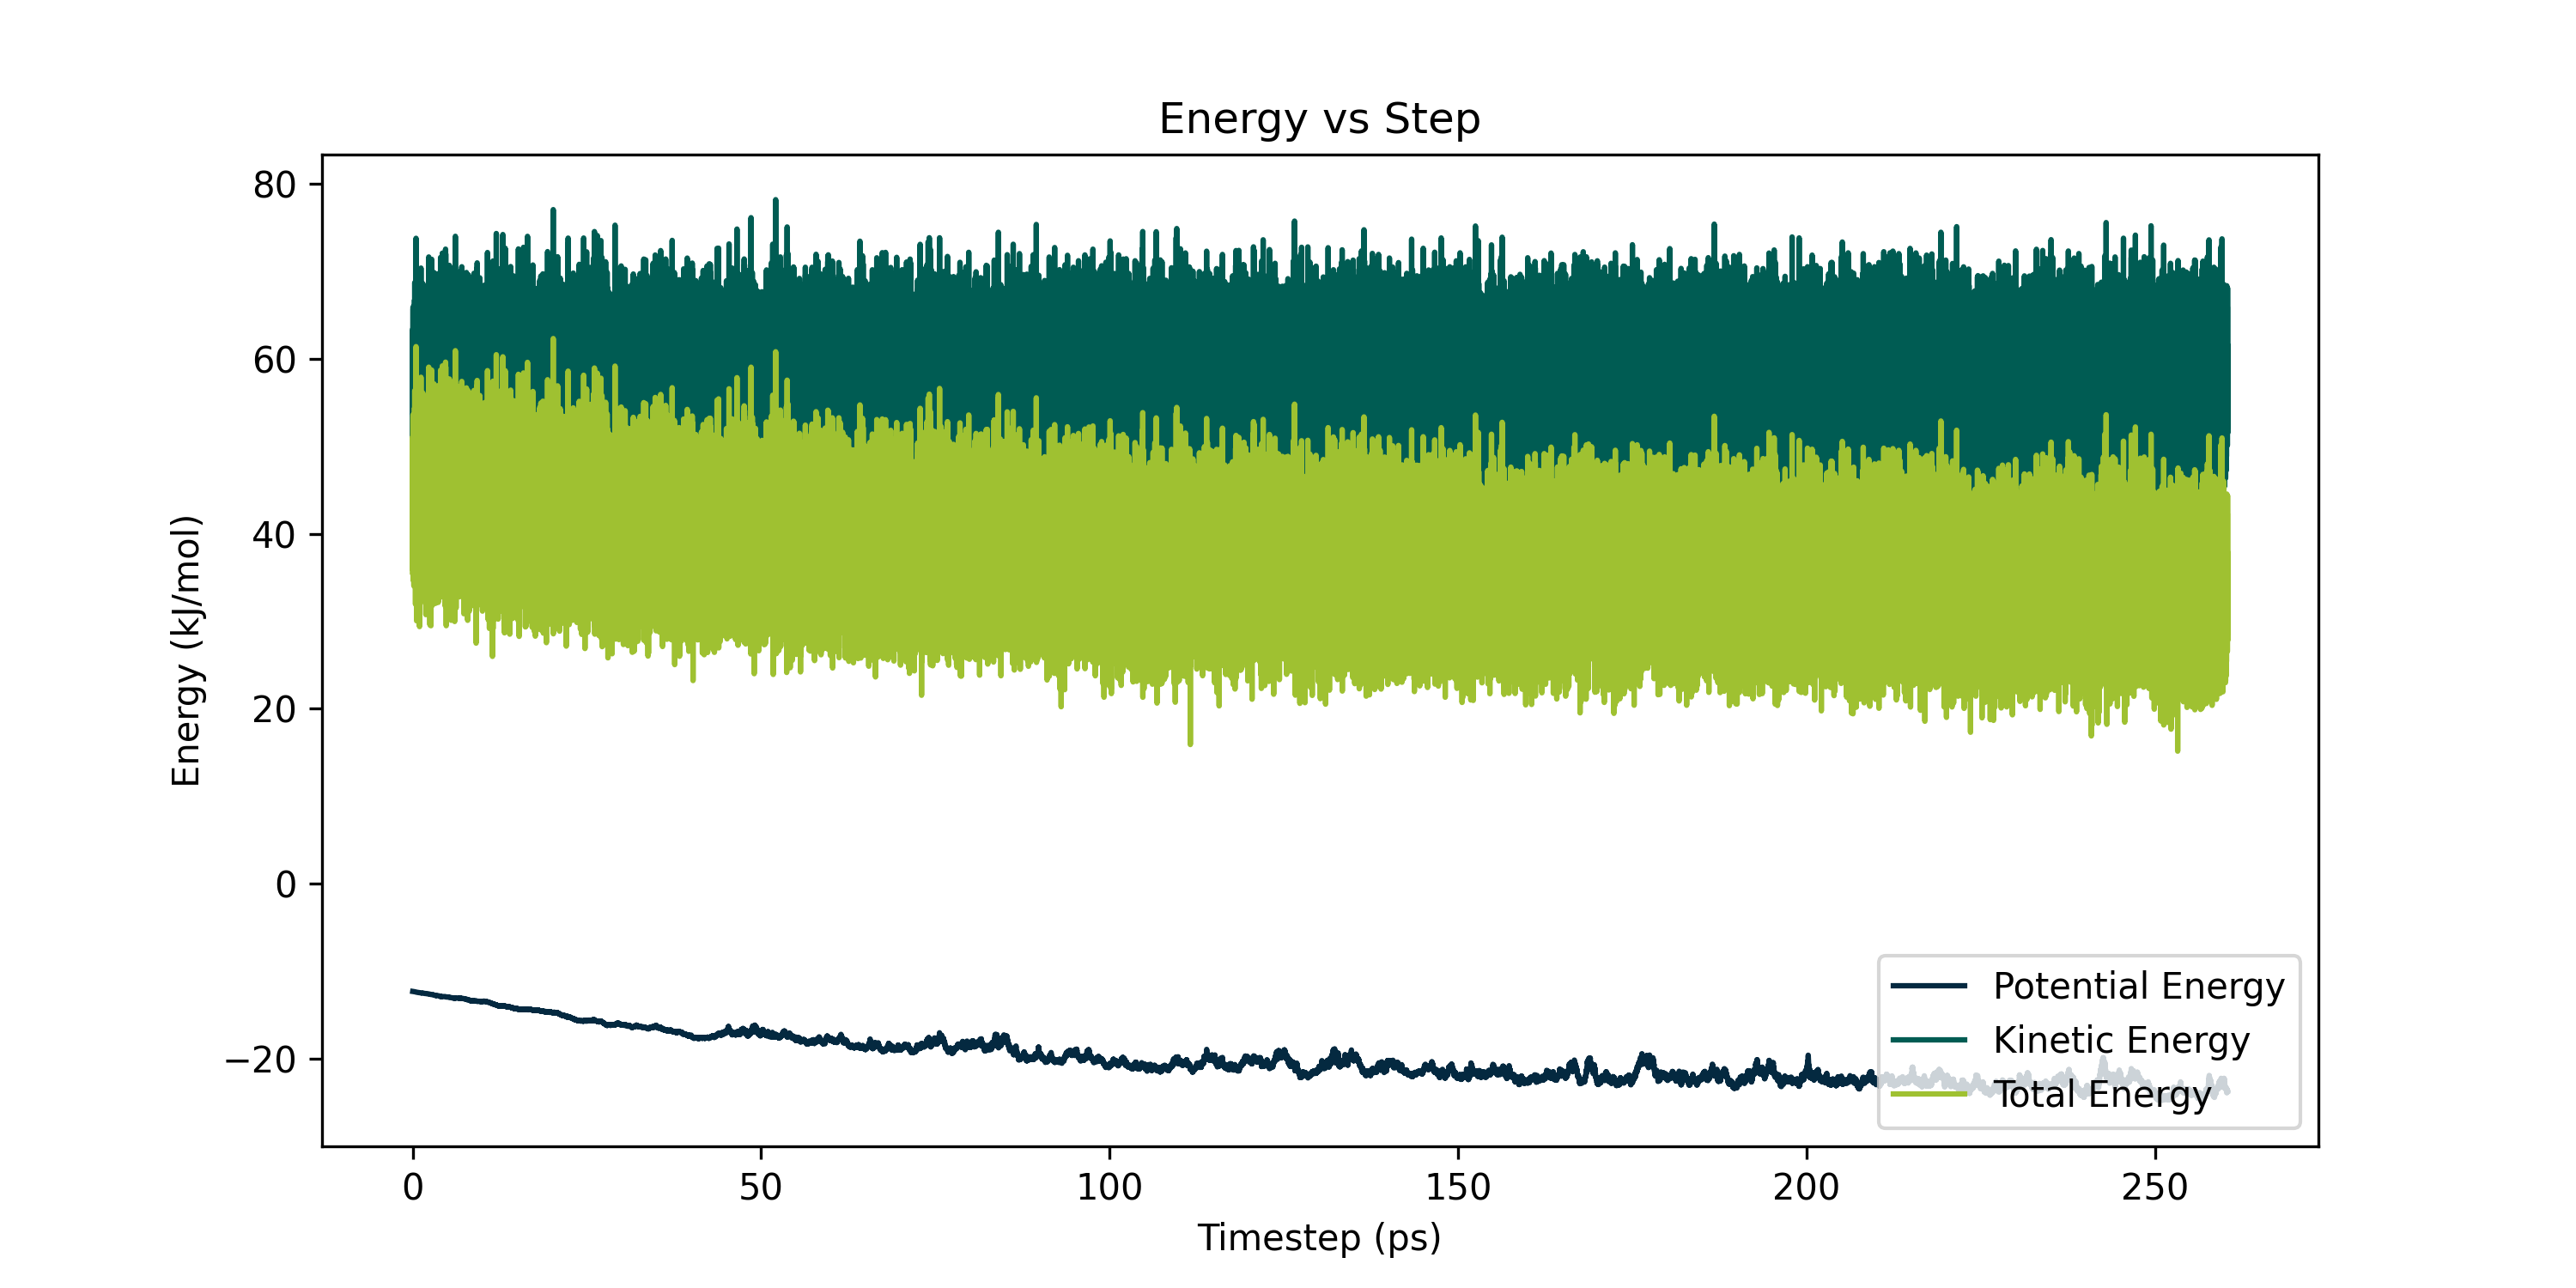 Energy vs Step
80
60
40
20
0
−20
Energy (kJ/mol)
0 50 100 150 200 250
Timestep (ps)
Potential Energy
Kinetic Energy
Total Energy